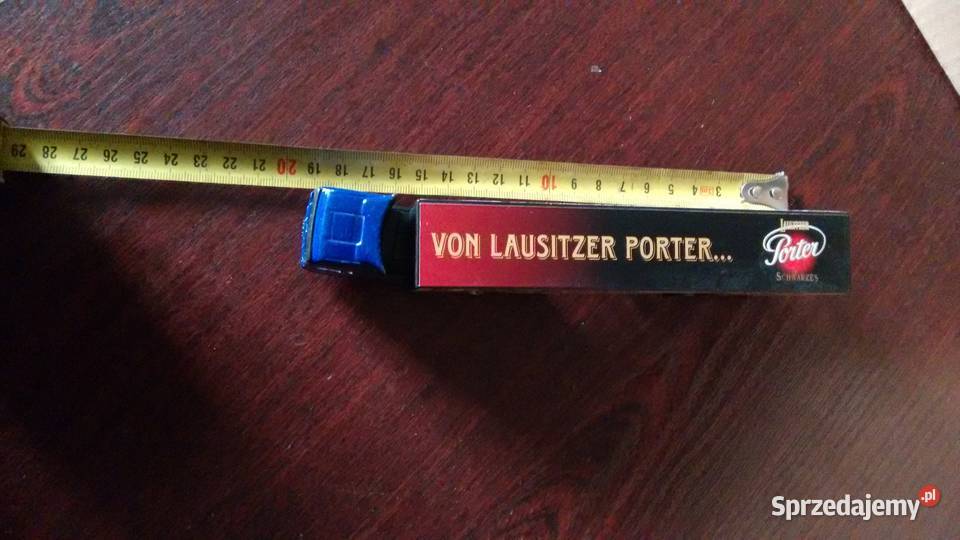 29 28 27 26 25 24 23 22 21 20 19 18 17 16 15 14 13 12 11 10 9 8 7 6 5 4 3
VON LAUSITZER PORTER...
LAUSITZER
Porter
SCHWARZES
Sprzedajemy.pl